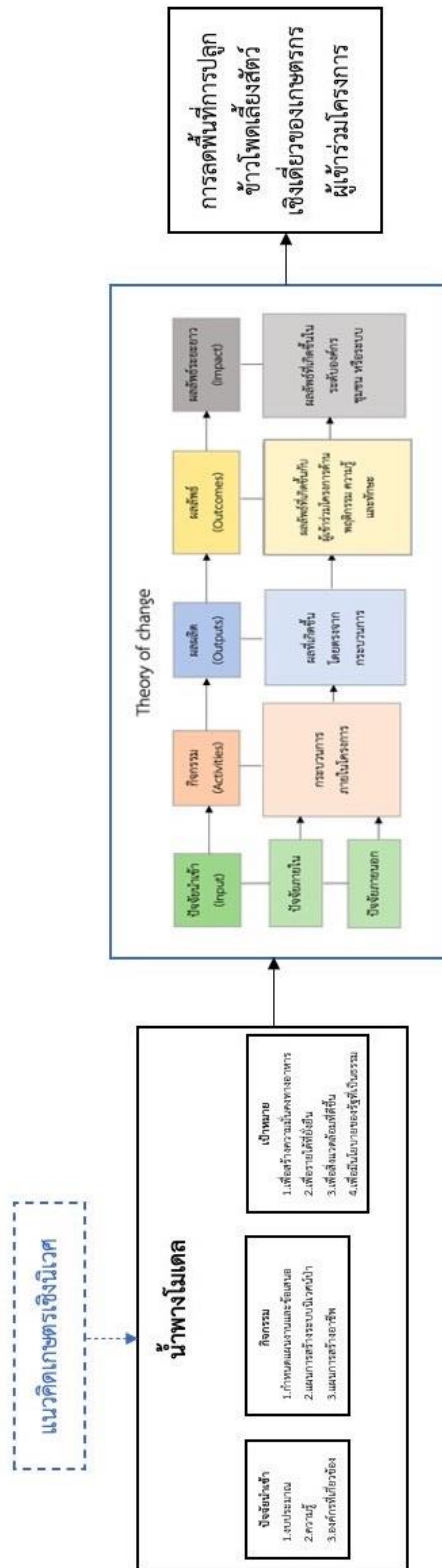 แนวคิดเกษตรเชิงนิเวศ
น้ำพางโมเดล
ปัจจัยนำเข้า
1.งบประมาณ
2.ความรู้
3.องค์กรที่เกี่ยวข้อง
กิจกรรม
1.กำหนดแผนงานและข้อเสนอ
2.แผนการสร้างระบบนิเวศน์ป่า
3.แผนการสร้างอาชีพ
เป้าหมาย
1.เพื่อสร้างความมั่นคงทางอาหาร
2.เพื่อรายได้ที่ยั่งยืน
3.เพื่อสิ่งแวดล้อมที่ดีขึ้น
4.เพื่อมีนโยบายของรัฐที่เป็นธรรม
Theory of change
ปัจจัยนำเข้า
(Input)
ปัจจัยภายใน
ปัจจัยภายนอก
กิจกรรม
(Activities)
กระบวนการ
ภายในโครงการ
ผลผลิต
(Outputs)
ผลที่เกิดขึ้น
โดยตรงจาก
กระบวนการ
ผลลัพธ์
(Outcomes)
ผลลัพธ์ที่เกิดขึ้นกับ
ผู้เข้าร่วมโครงการด้าน
พฤติกรรม ความรู้
และทักษะ
ผลลัพธ์ระยะยาว
(Impact)
ผลลัพธ์ที่เกิดขึ้นใน
ระดับองค์กร
ชุมชน หรือระบบ
การลดพื้นที่การปลูก
ข้าวโพดเลี้ยงสัตว์
เชิงเดี่ยวของเกษตรกร
ผู้เข้าร่วมโครงการ